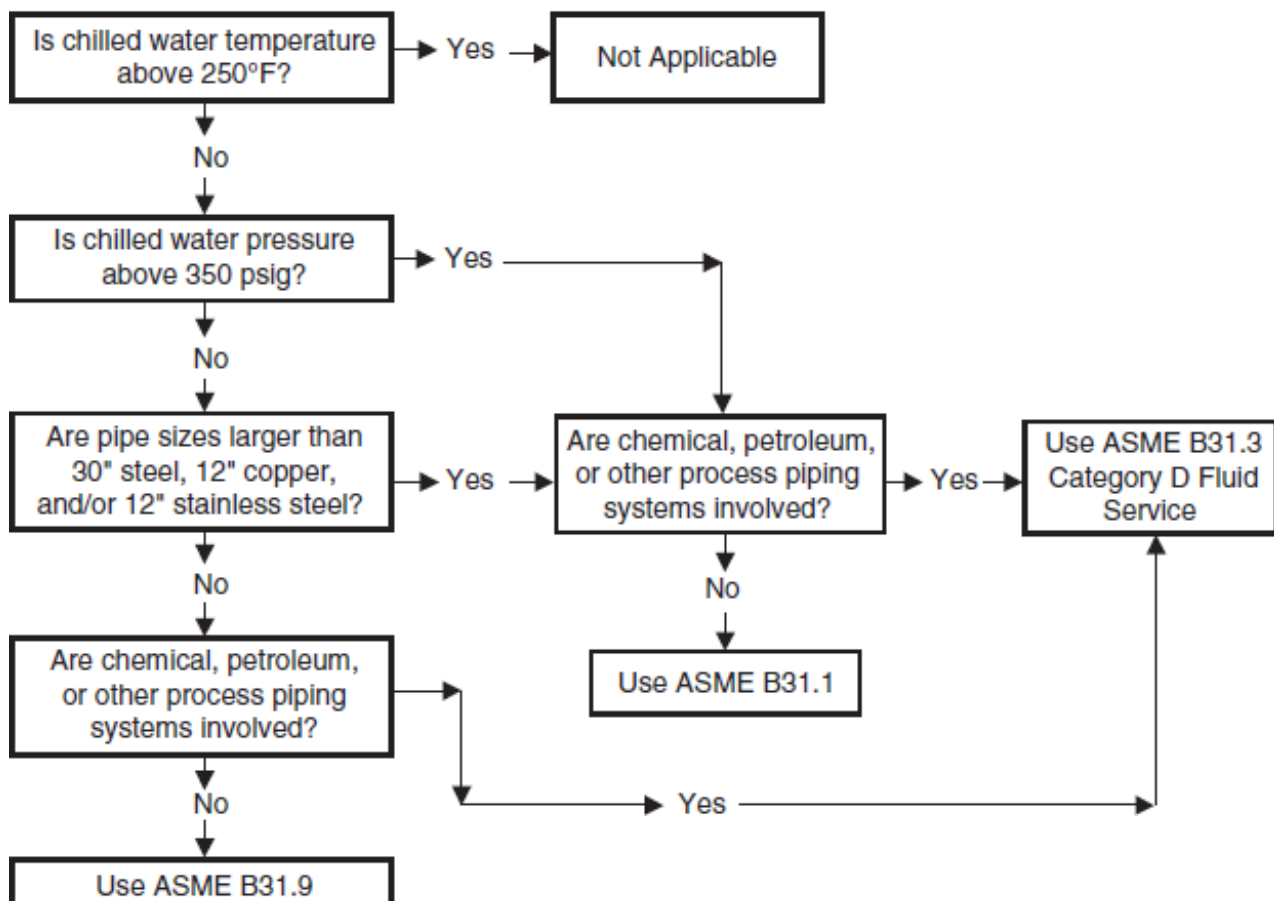 Is chilled water temperature
above 250°F?
Yes
Not Applicable
No
Is chilled water pressure
above 350 psig?
Yes
No
Are pipe sizes larger than
30" steel, 12" copper,
and/or 12" stainless steel?
Yes
Are chemical, petroleum,
or other process piping
systems involved?
Yes
Use ASME B31.3
Category D Fluid
Service
No
No
Use ASME B31.1
Are chemical, petroleum,
or other process piping
systems involved?
Yes
No
Use ASME B31.9